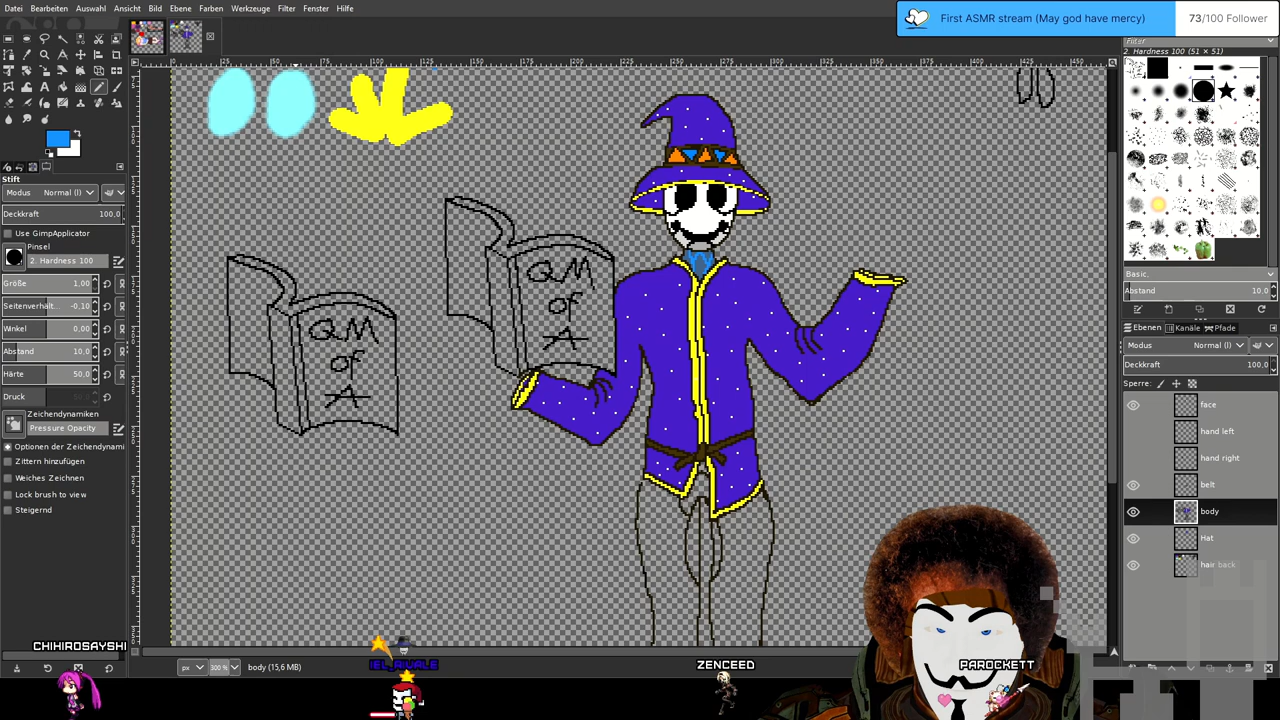 Datei Bearbeiten Auswahl Ansicht Bild Ebene Farben Werkzeuge Filter Fenster Hilfe
First ASMR stream (May god have mercy) 73/100 Follower
Filter
2. Hardness 100 (51 × 51)
Stift
Modus Normal (l)
Deckkraft 100,0
Use GimpApplicator
Pinsel
2. Hardness 100
Größe 1,00
Seitenverhält... -0,10
Winkel 0,00
Abstand 10,0
Härte 50,0
Druck 50,0
Zeichendynamiken
Pressure Opacity
Optionen der Zeichendynami
Zittern hinzufügen
Weiches Zeichnen
Lock brush to view
Steigernd
QM
of
A
QM
of
A
Basic,
Abstand 10,0
Ebenen Kanäle Pfade
Modus Normal (l)
Deckkraft 100,0
Sperre:
face
hand left
hand right
belt
body
Hat
hair back
px 300 % body (15,6 MB)
CHIHIROSAYSHI
IEL_RIVALE
ZENCEED
PAROCKETT